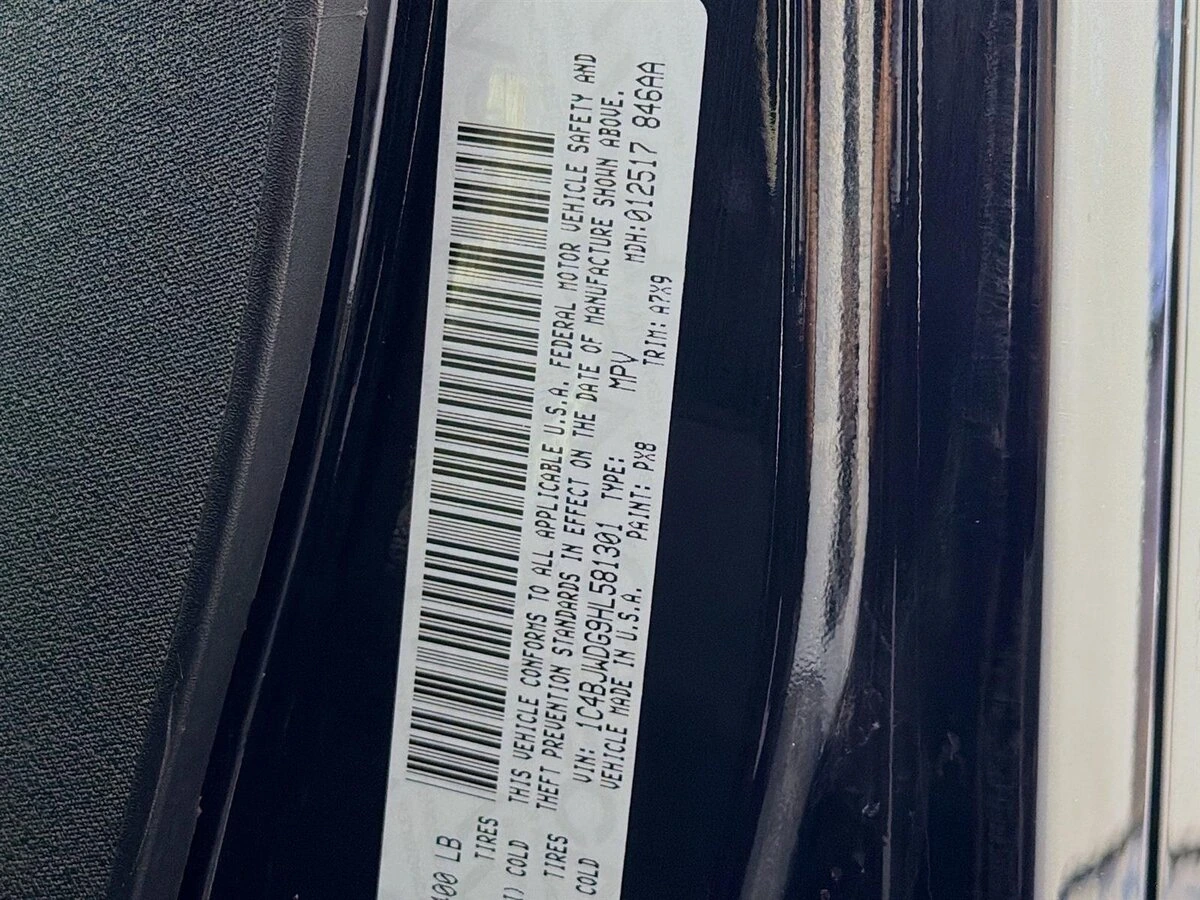 400 LB
TIRES
COLD
TIRES
COLD
THIS VEHICLE CONFORMS TO ALL APPLICABLE U.S.A. FEDERAL MOTOR VEHICLE SAFETY AND
THEFT PREVENTION STANDARDS IN EFFECT ON THE DATE OF MANUFACTURE SHOWN ABOVE.
VIN: 1C4BJWDG9HL581301 TYPE: MPV MDH:012517 846AA
VEHICLE MADE IN U.S.A. PAINT: PX8 TRIM: A7X9